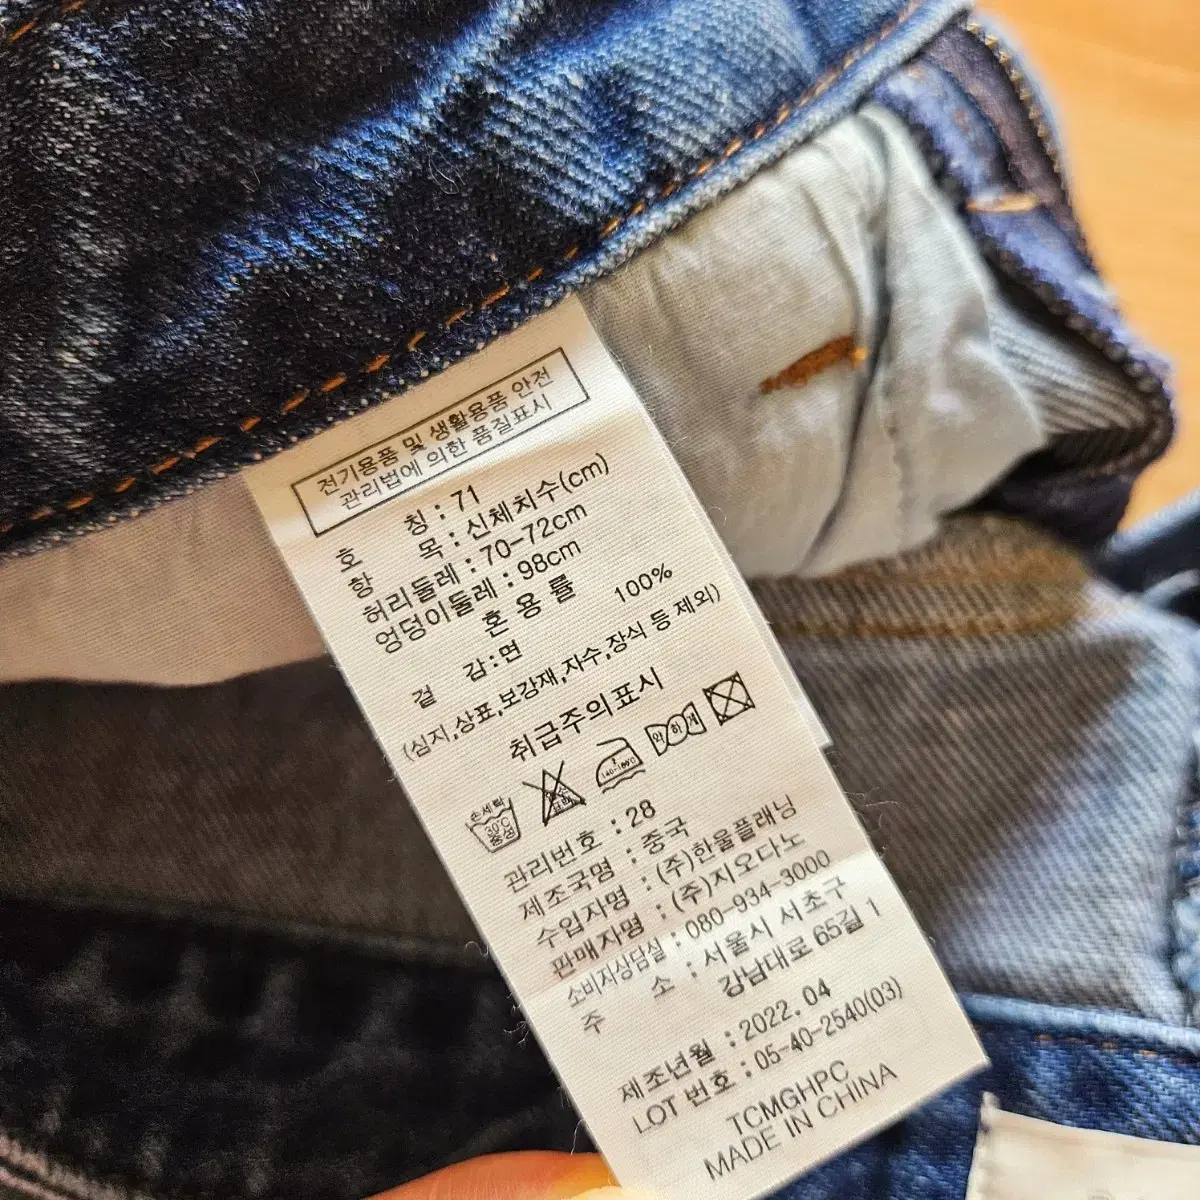 전기용품 및 생활용품 안전
관리법에 의한 품질표시
호 칭 : 71
항 목 : 신체치수(cm)
허리둘레 : 70-72cm
엉덩이둘레 : 98cm
혼 용 률
겉 감 : 면 100%
(심지,상표,보강재,자수,장식 등 제외)
취급주의표시
손세탁
30℃
중성
염소
표백
140-160℃
약하게
관리번호 : 28
제조국명 : 중국
수입자명 : (주)한울플래닝
판매자명 : (주)지오다노
소비자상담실 : 080-934-3000
주 소 : 서울시 서초구
강남대로 65길 1
제조년월 : 2022. 04
LOT 번호 : 05-40-2540(03)
TCMGHPC
MADE IN CHINA